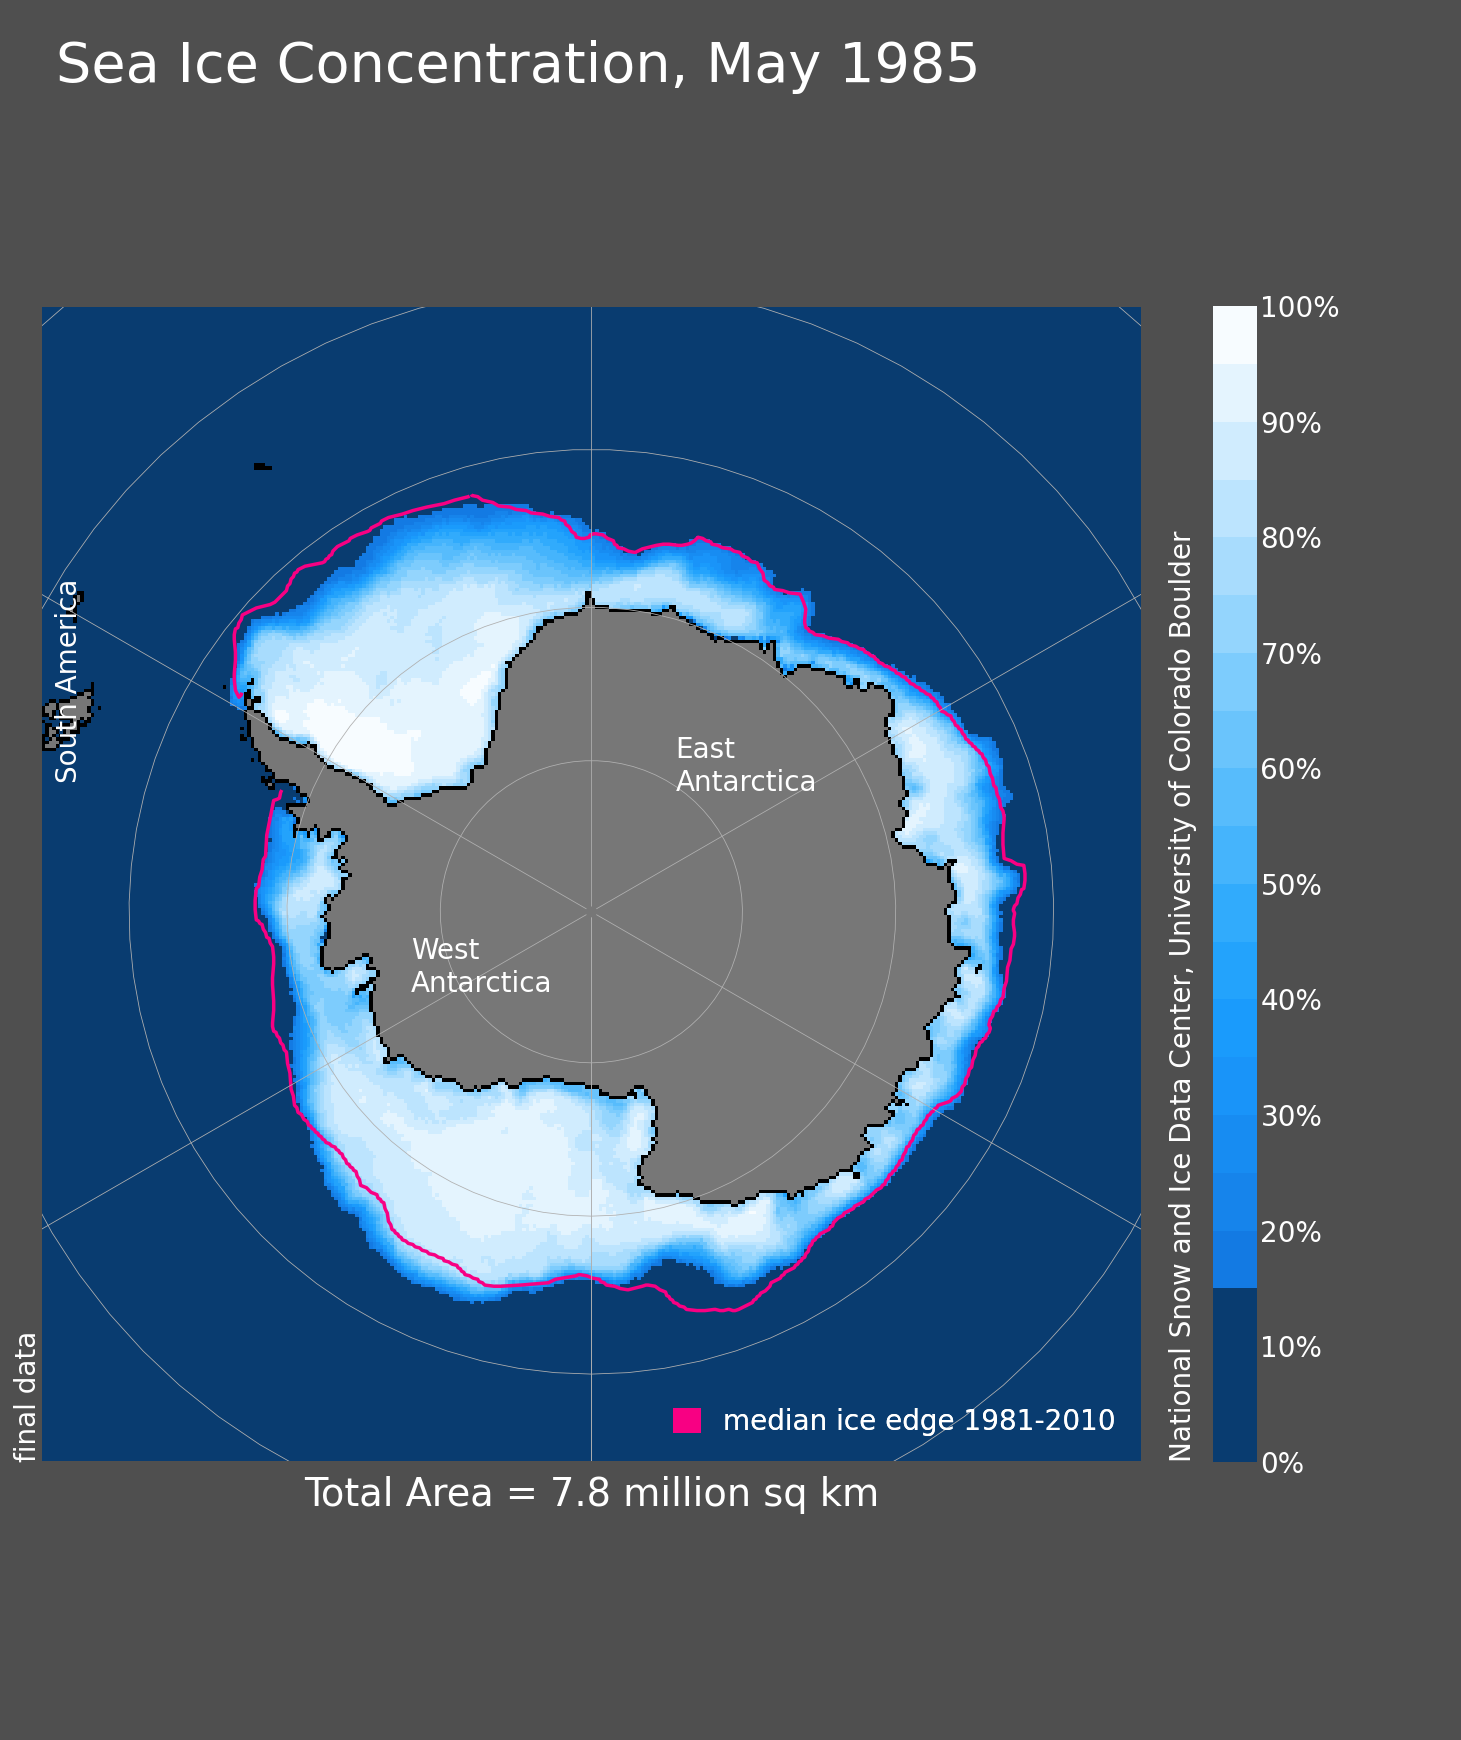 Sea Ice Concentration, May 1985
South America
East
Antarctica
West
Antarctica
median ice edge 1981-2010
final data
Total Area = 7.8 million sq km
National Snow and Ice Data Center, University of Colorado Boulder
100%
90%
80%
70%
60%
50%
40%
30%
20%
10%
0%